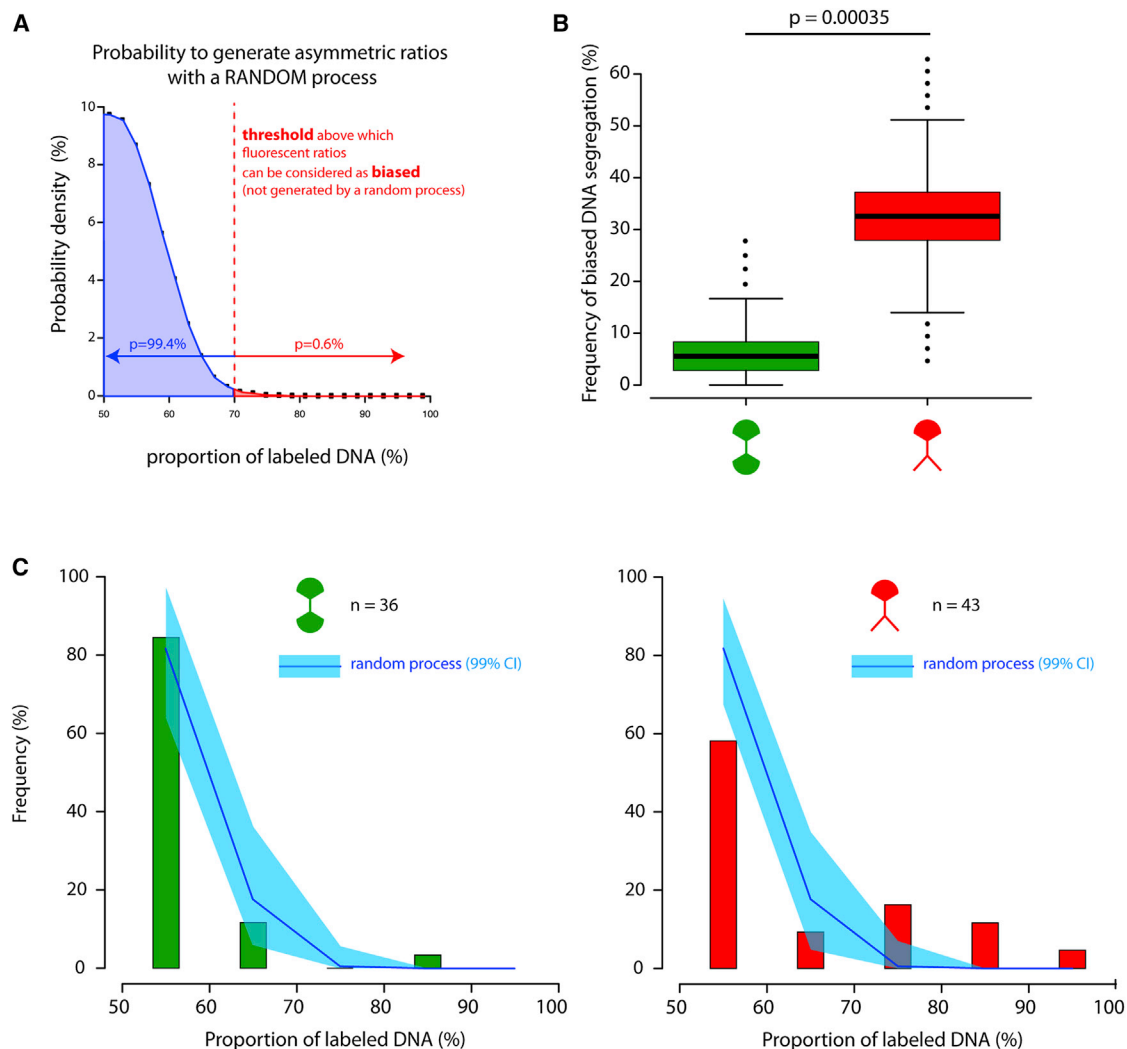 A
Probability to generate asymmetric ratios
with a RANDOM process
Probability density (%)
10
8
6
4
2
0
threshold above which
fluorescent ratios
can be considered as biased
(not generated by a random process)
p=99.4%
p=0.6%
50 60 70 80 90 100
proportion of labeled DNA (%)
B
p = 0.00035
Frequency of biased DNA segregation (%)
60
50
40
30
20
10
0
C
Frequency (%)
100
80
60
40
20
0
n = 36
random process (99% CI)
50 60 70 80 90 100
Proportion of labeled DNA (%)
100
80
60
40
20
0
n = 43
random process (99% CI)
50 60 70 80 90 100
Proportion of labeled DNA (%)